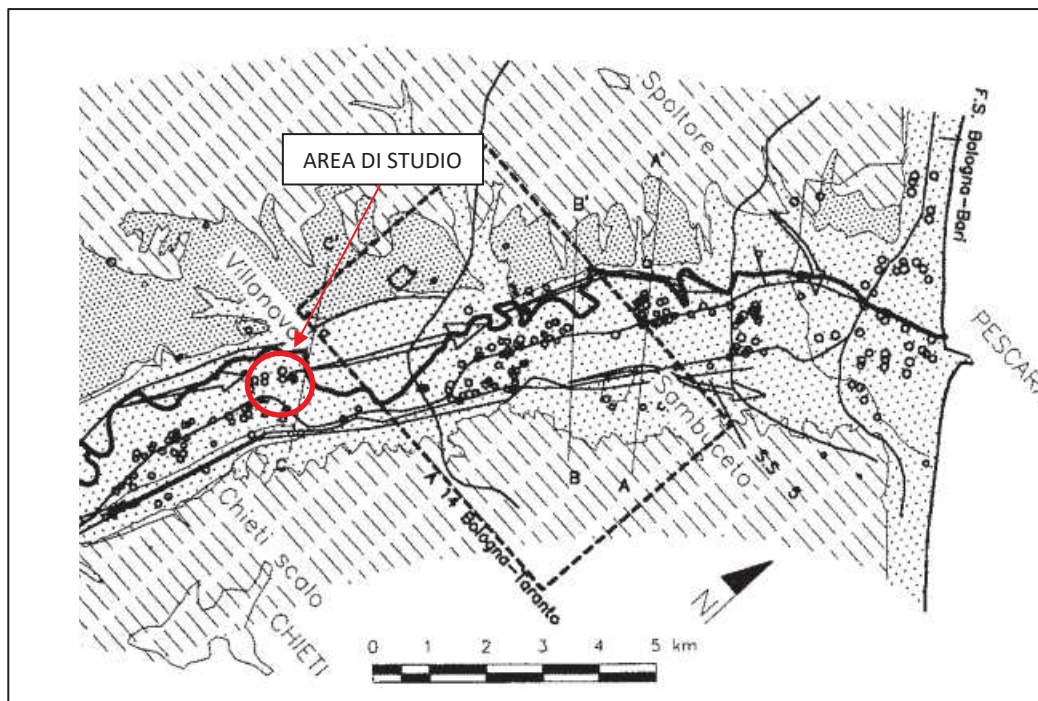 F.S. Bologna-Bari
Spoltore
AREA DI STUDIO
A'
B'
C'
Villanova
PESCARA
Sambuceto
S.S 5
C
B
A
Chieti scalo
A 14 Bologna-Taranto
CHIETI
N
0 1 2 3 4 5 km